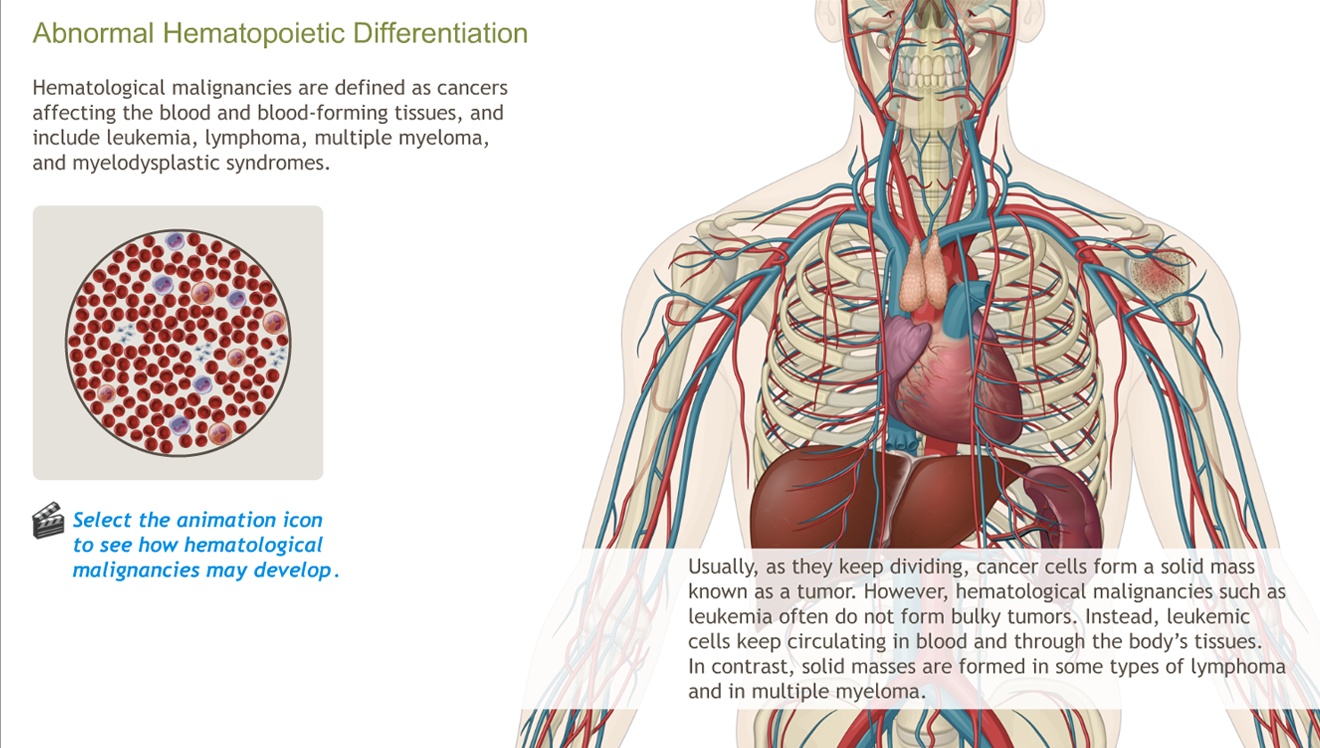 Abnormal Hematopoietic Differentiation
Hematological malignancies are defined as cancers
affecting the blood and blood-forming tissues, and
include leukemia, lymphoma, multiple myeloma,
and myelodysplastic syndromes.
Select the animation icon
to see how hematological
malignancies may develop.
Usually, as they keep dividing, cancer cells form a solid mass
known as a tumor. However, hematological malignancies such as
leukemia often do not form bulky tumors. Instead, leukemic
cells keep circulating in blood and through the body’s tissues.
In contrast, solid masses are formed in some types of lymphoma
and in multiple myeloma.